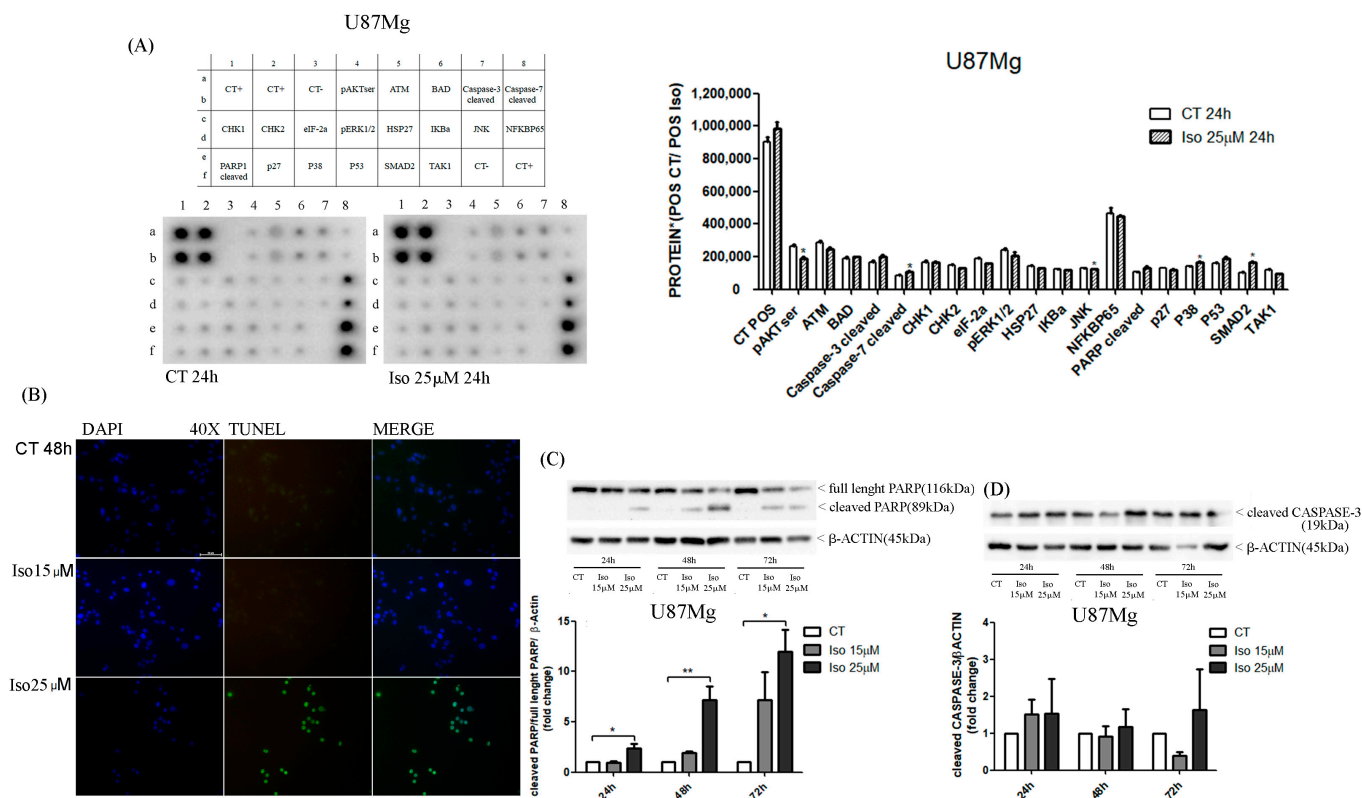 U87Mg
(A)
1 2 3 4 5 6 7 8
a
b
CT+ CT+ CT- pAKTser ATM BAD Caspase-3 cleaved Caspase-7 cleaved
c
d
CHK1 CHK2 eIF-2a pERK1/2 HSP27 IKBa JNK NFKBP65
e
f
PARP1 cleaved p27 P38 P53 SMAD2 TAK1 CT- CT+
1 2 3 4 5 6 7 8
1 2 3 4 5 6 7 8
a a
b b
c c
d d
e e
f f
CT 24h
Iso 25μM 24h
U87Mg
PROTEIN*(POS CT/ POS Iso)
1,200,000
1,000,000
800,000
600,000
400,000
200,000
0
CT 24h
Iso 25μM 24h
* * * * *
CT POS
pAKTser
ATM
BAD
Caspase-3 cleaved
Caspase-7 cleaved
CHK1
CHK2
eIF-2a
pERK1/2
HSP27
IKBa
JNK
NFKBP65
PARP cleaved
p27
P38
P53
SMAD2
TAK1
(B)
DAPI 40X TUNEL MERGE
CT 48h
Iso15 μM
Iso25 μM
(C)
< full lenght PARP(116kDa)
< cleaved PARP(89kDa)
< β-ACTIN(45kDa)
24h 48h 72h
CT Iso 15μM Iso 25μM CT Iso 15μM Iso 25μM CT Iso 15μM Iso 25μM
U87Mg
cleaved PARP/full lenght PARP/ β-Actin
(fold change)
15
10
5
0
* ** *
CT
Iso 15μM
Iso 25μM
24h 48h 72h
(D)
< cleaved CASPASE-3
(19kDa)
< β-ACTIN(45kDa)
24h 48h 72h
CT Iso 15μM Iso 25μM CT Iso 15μM Iso 25μM CT Iso 15μM Iso 25μM
U87Mg
cleaved CASPASE-3βACTIN
(fold change)
4
3
2
1
0
CT
Iso 15μM
Iso 25μM
24h 48h 72h